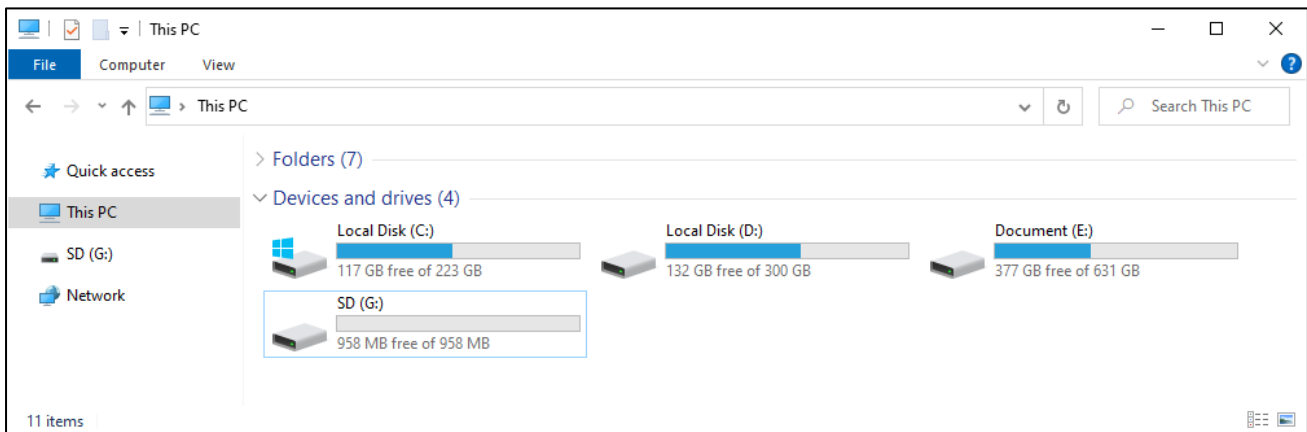 This PC
File Computer View
This PC
Search This PC
Quick access
This PC
SD (G:)
Network
Folders (7)
Devices and drives (4)
Local Disk (C:)
117 GB free of 223 GB
Local Disk (D:)
132 GB free of 300 GB
Document (E:)
377 GB free of 631 GB
SD (G:)
958 MB free of 958 MB
11 items